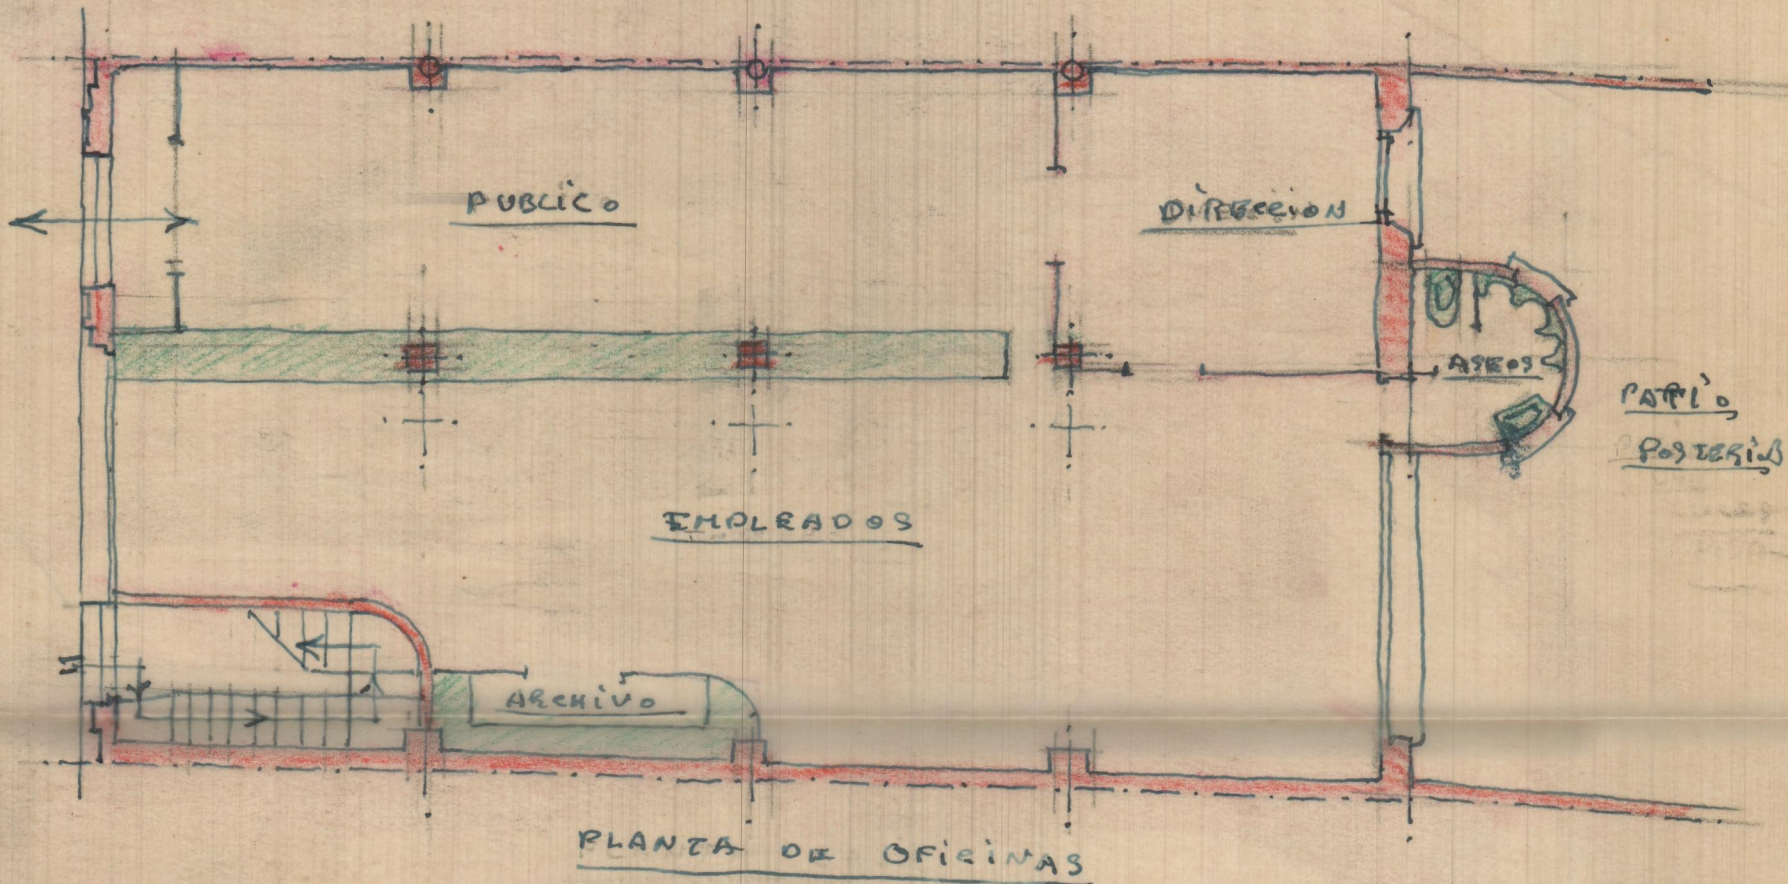 PUBLICO
DIRECCION
ASEOS
PATIO
POSTERIOR
EMPLEADOS
ARCHIVO
PLANTA DE OFICINAS